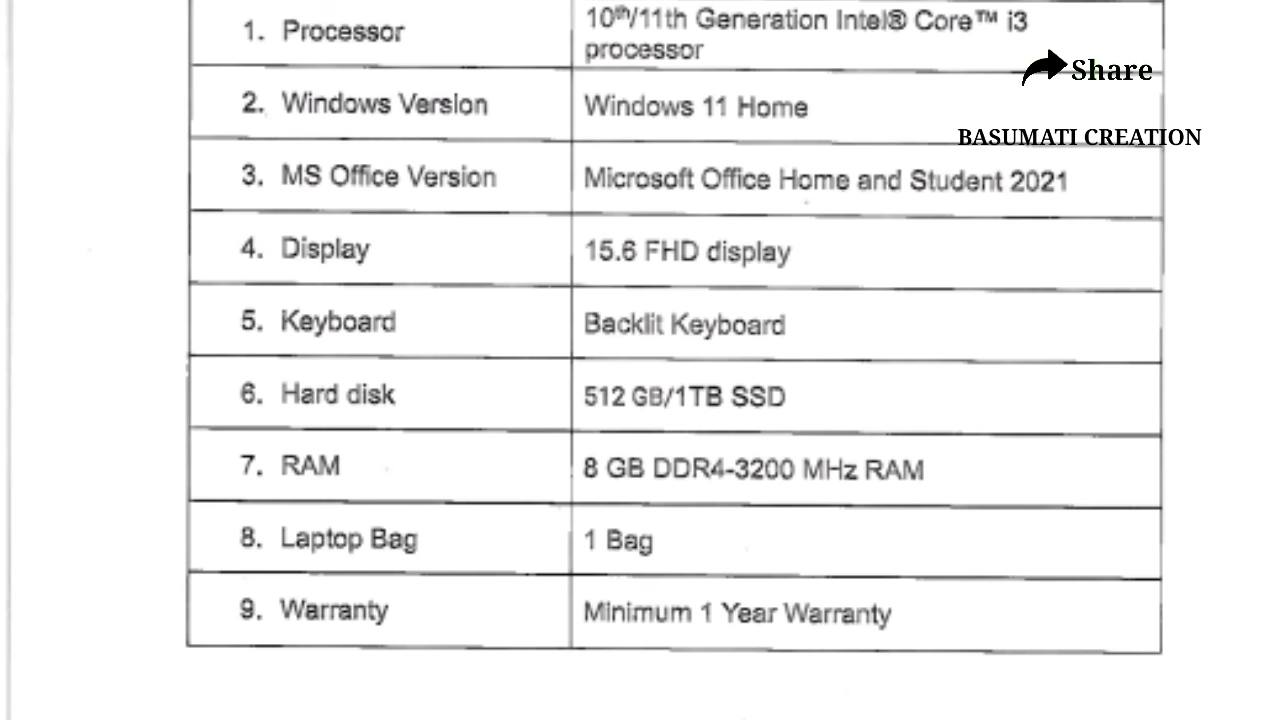 1. Processor 10th/11th Generation Intel® Core™ i3
processor
Share
2. Windows Version Windows 11 Home
BASUMATI CREATION
3. MS Office Version Microsoft Office Home and Student 2021
4. Display 15.6 FHD display
5. Keyboard Backlit Keyboard
6. Hard disk 512 GB/1TB SSD
7. RAM 8 GB DDR4-3200 MHz RAM
8. Laptop Bag 1 Bag
9. Warranty Minimum 1 Year Warranty